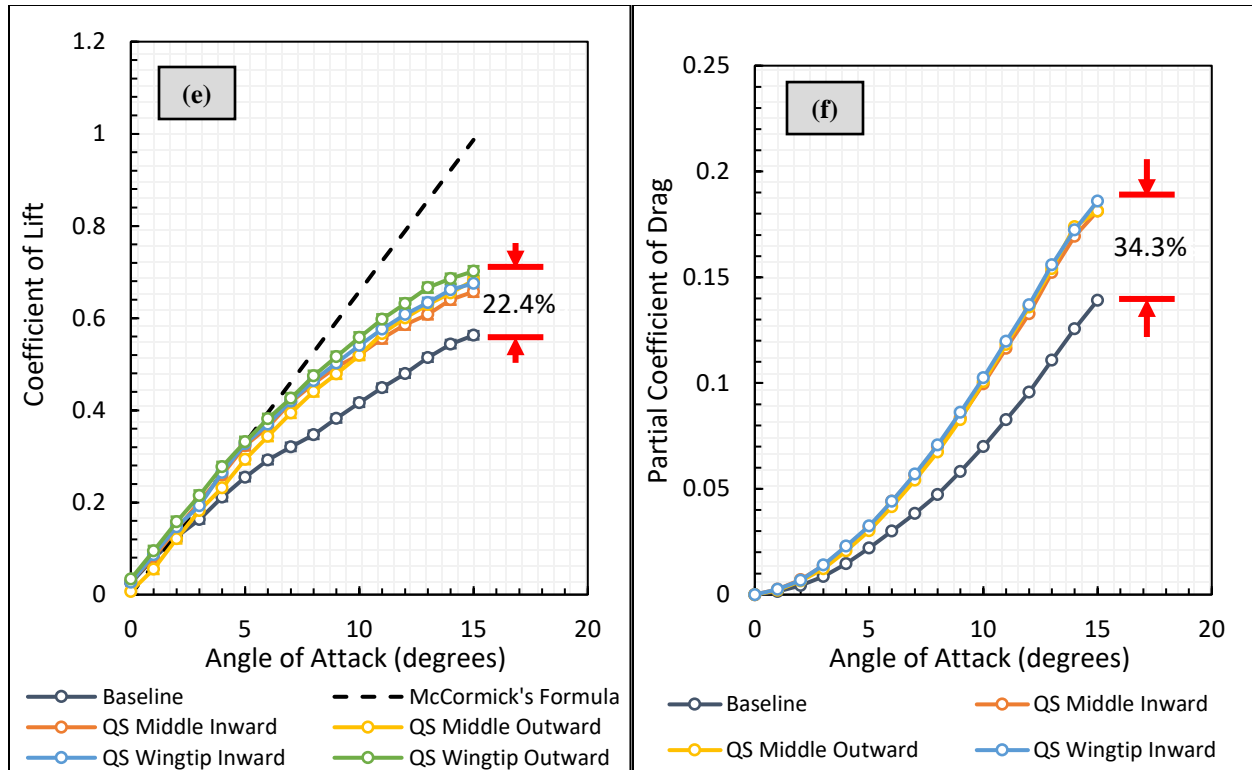 (e)
Coefficient of Lift
1.2
1
0.8
0.6
0.4
0.2
0
22.4%
0 5 10 15 20
Angle of Attack (degrees)
Baseline McCormick's Formula
QS Middle Inward QS Middle Outward
QS Wingtip Inward QS Wingtip Outward
(f)
Partial Coefficient of Drag
0.25
0.2
0.15
0.1
0.05
0
34.3%
0 5 10 15 20
Angle of Attack (degrees)
Baseline QS Middle Inward
QS Middle Outward QS Wingtip Inward